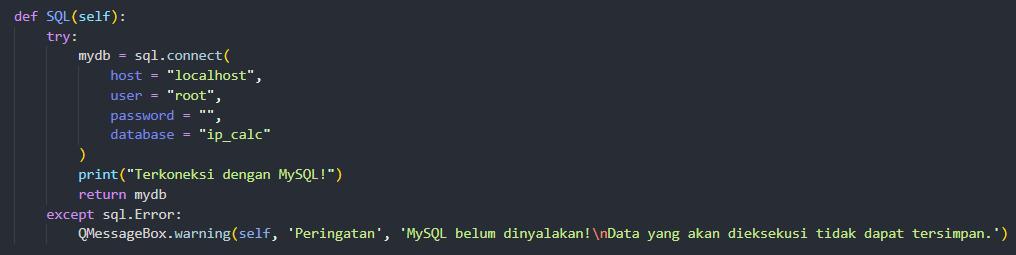 def SQL(self):
    try:
        mydb = sql.connect(
            host = "localhost",
            user = "root",
            password = "",
            database = "ip_calc"
        )
        print("Terkoneksi dengan MySQL!")
        return mydb
    except sql.Error:
        QMessageBox.warning(self, 'Peringatan', 'MySQL belum dinyalakan!\nData yang akan dieksekusi tidak dapat tersimpan.')